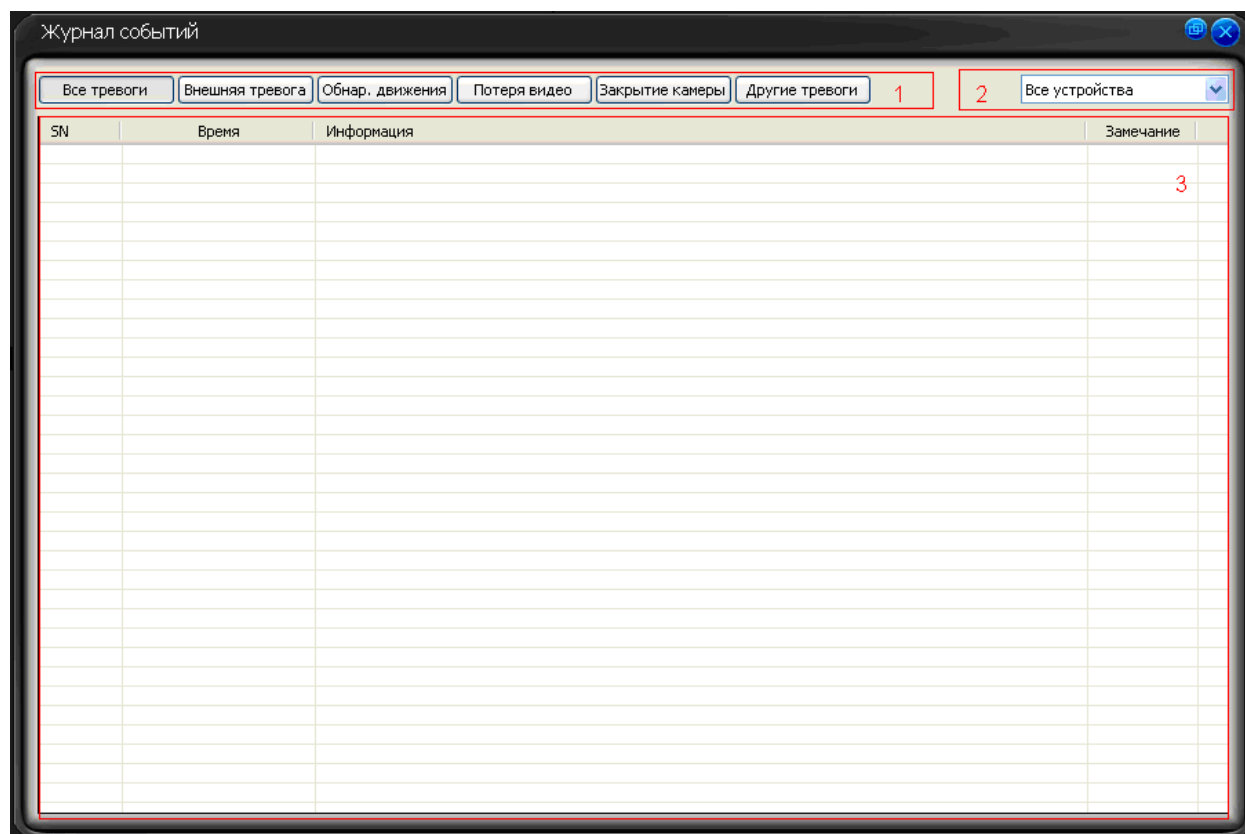 Журнал событий
Все тревоги Внешняя тревога Обнар. движения Потеря видео Закрытие камеры Другие тревоги 1 2 Все устройства
SN Время Информация Замечание
3